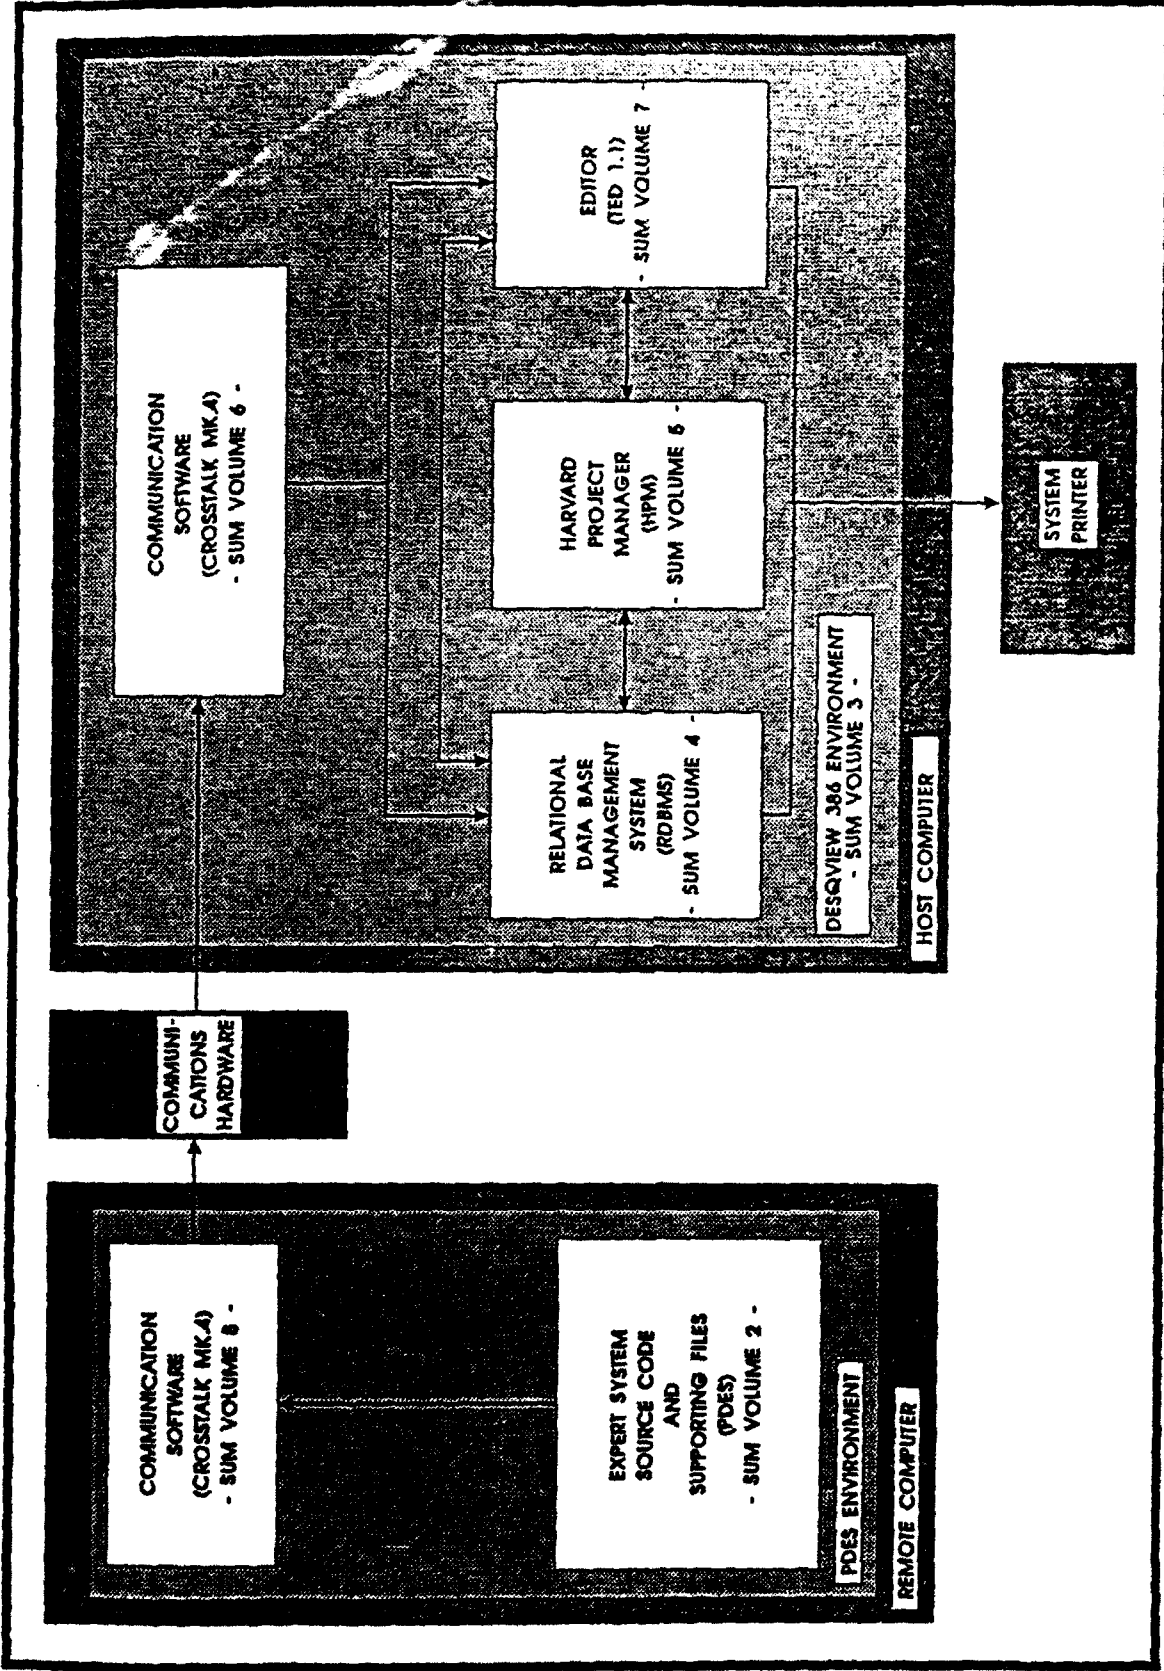 COMMUNICATION
SOFTWARE
(CROSSTALK MK.4)
- SUM VOLUME 8 -
EXPERT SYSTEM
SOURCE CODE
AND
SUPPORTING FILES
(PDES)
- SUM VOLUME 2 -
PDES ENVIRONMENT
REMOTE COMPUTER
COMMUNI-
CATIONS
HARDWARE
COMMUNICATION
SOFTWARE
(CROSSTALK MK.4)
- SUM VOLUME 6 -
RELATIONAL
DATA BASE
MANAGEMENT
SYSTEM
(RDBMS)
- SUM VOLUME 4 -
HARVARD
PROJECT
MANAGER
(HPM)
- SUM VOLUME 5 -
EDITOR
(TED 1.1)
- SUM VOLUME 7 -
DESQVIEW 386 ENVIRONMENT
- SUM VOLUME 3 -
HOST COMPUTER
SYSTEM
PRINTER